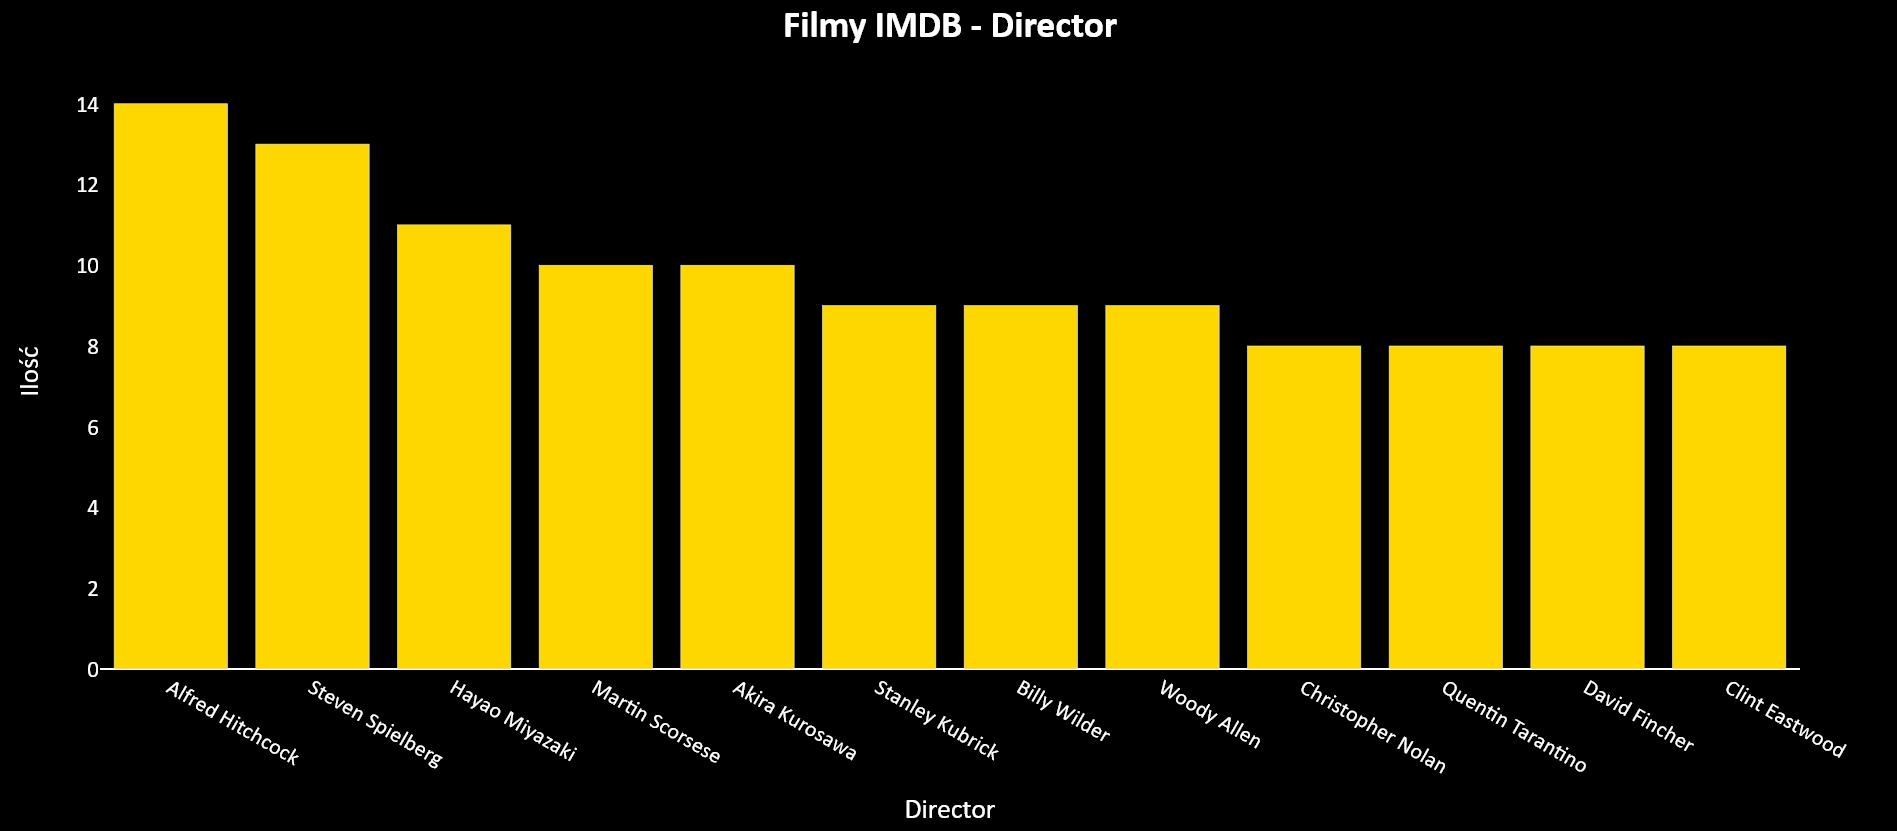 Filmy IMDB - Director
14
12
10
8
6
4
2
0
Ilość
Alfred Hitchcock
Steven Spielberg
Hayao Miyazaki
Martin Scorsese
Akira Kurosawa
Stanley Kubrick
Billy Wilder
Woody Allen
Christopher Nolan
Quentin Tarantino
David Fincher
Clint Eastwood
Director